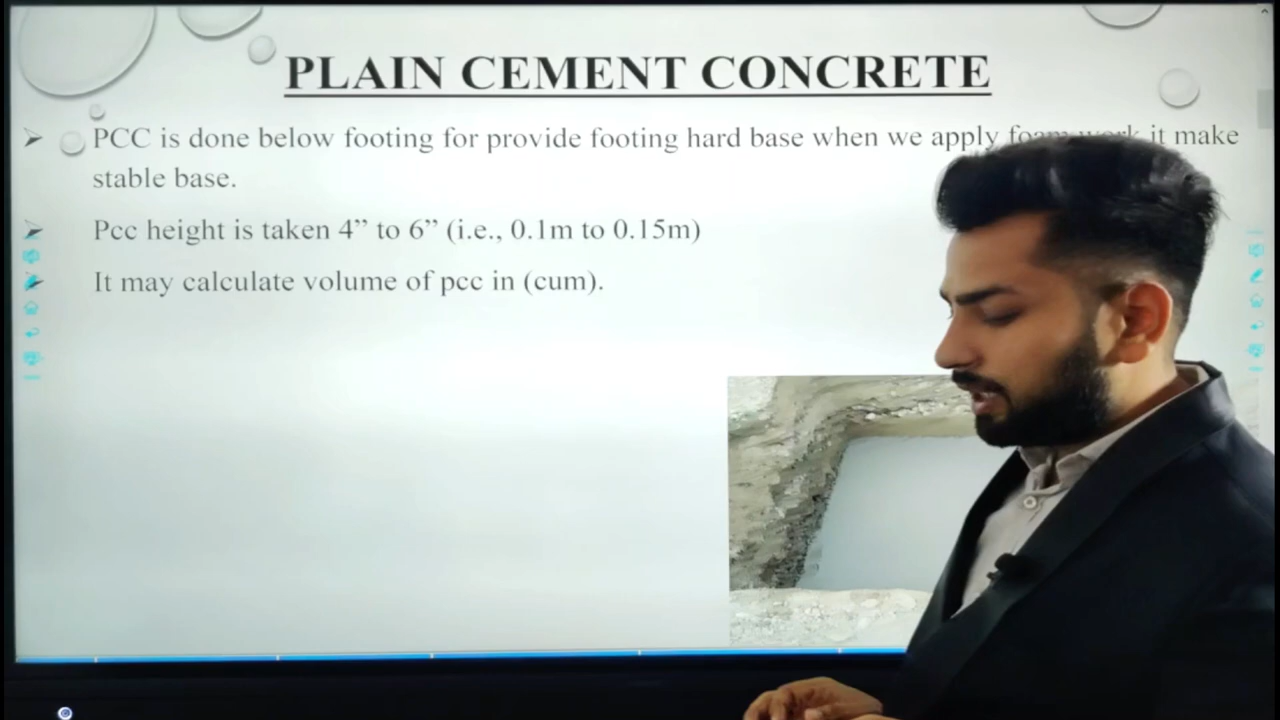 PLAIN CEMENT CONCRETE
PCC is done below footing for provide footing hard base when we apply foam work it make
stable base.
Pcc height is taken 4” to 6” (i.e., 0.1m to 0.15m)
It may calculate volume of pcc in (cum).